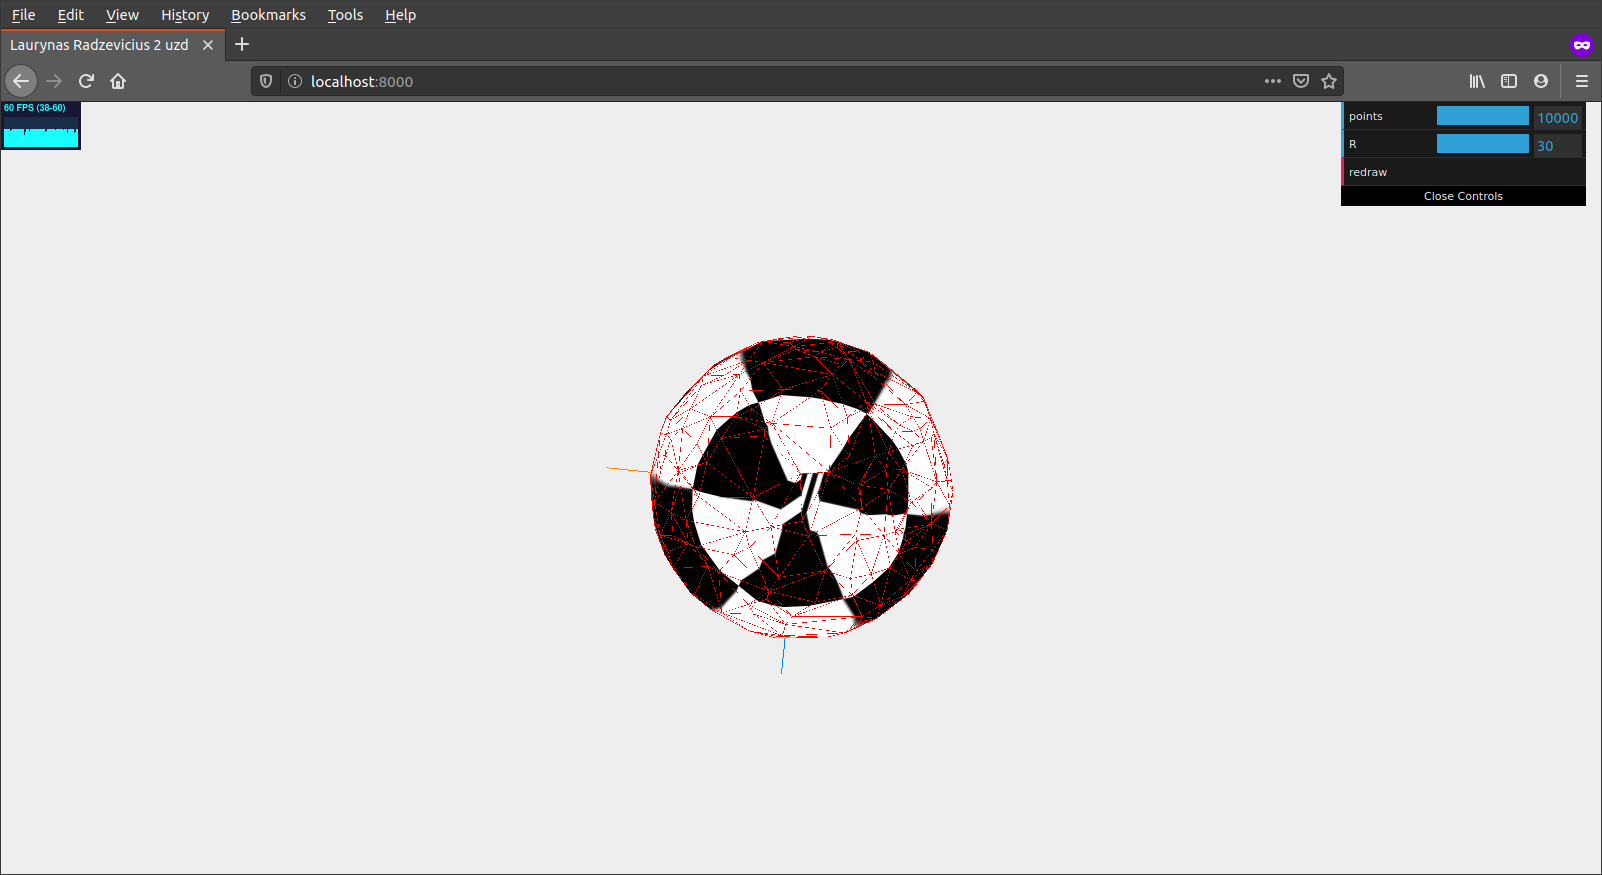 File Edit View History Bookmarks Tools Help
Laurynas Radzevicius 2 uzd
localhost:8000
60 FPS (38-60)
points 10000
R 30
redraw
Close Controls